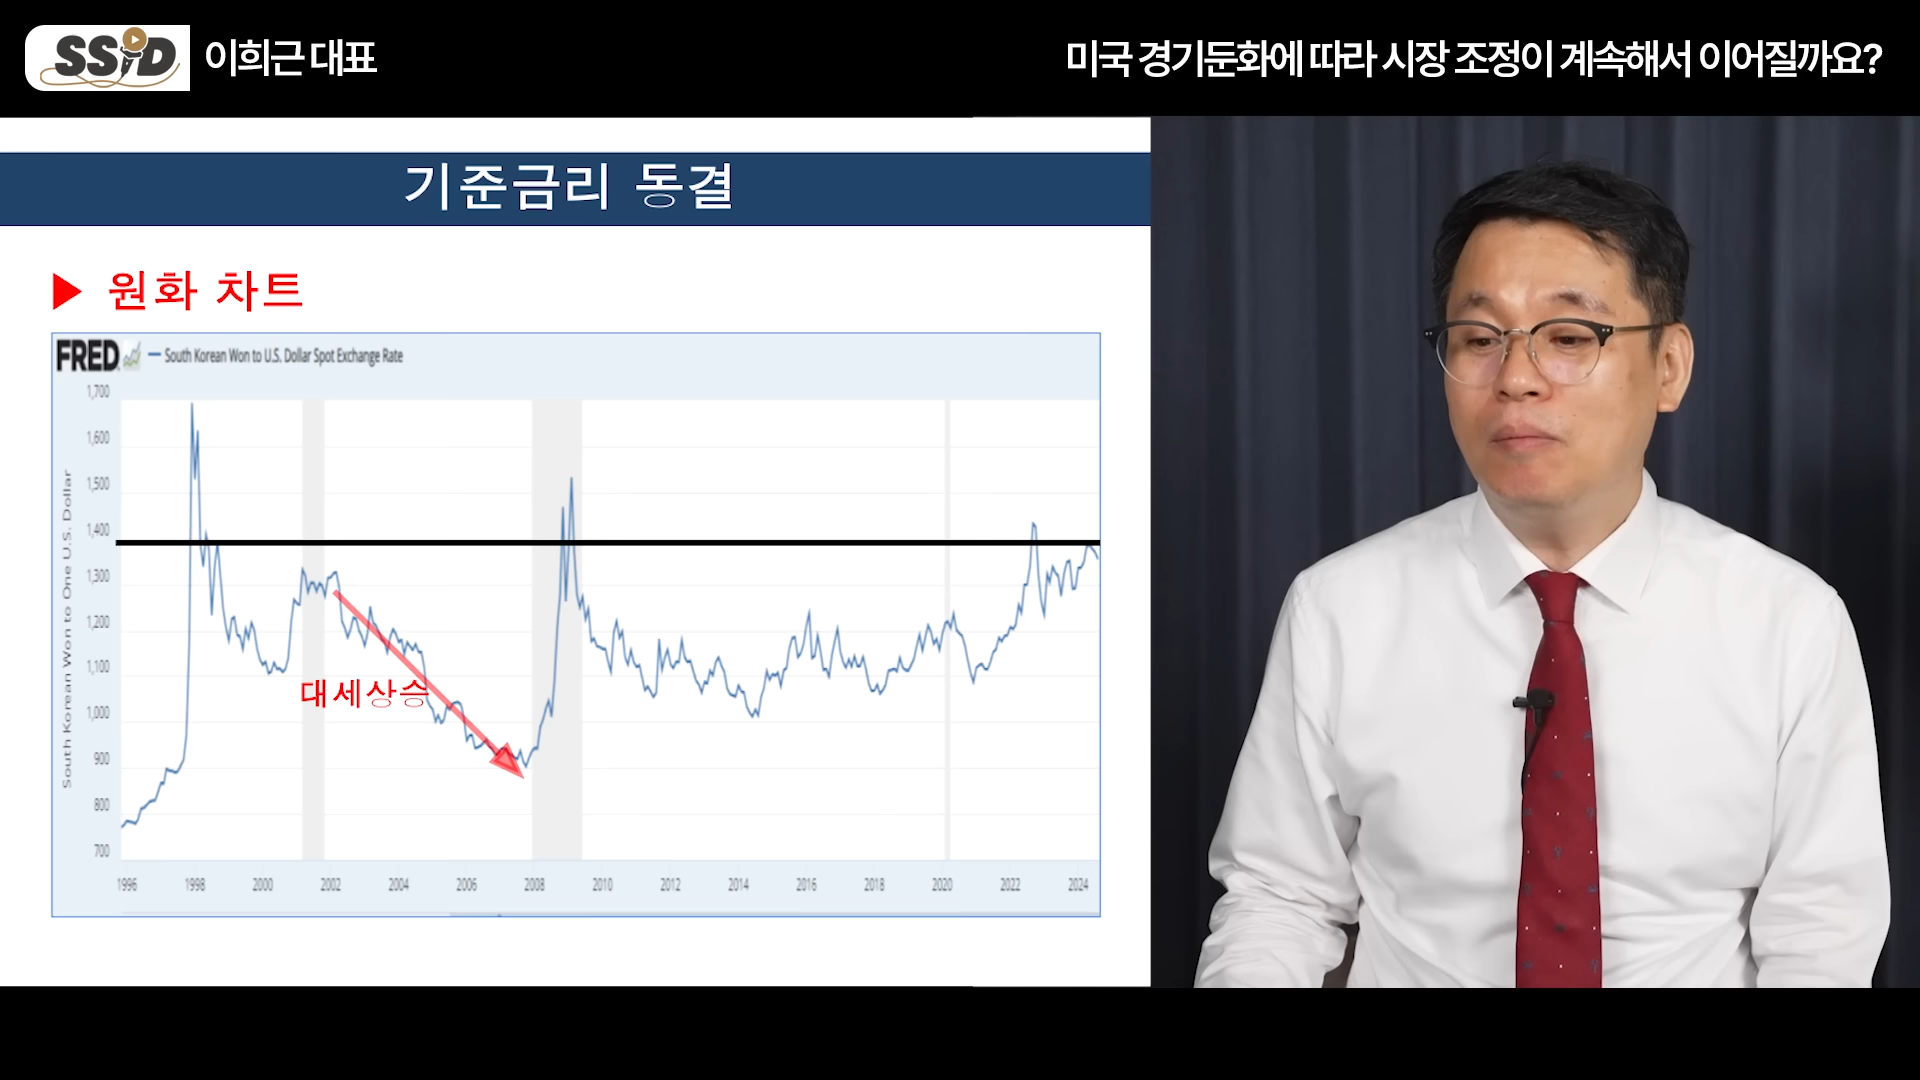 SSiD
이희근 대표
미국 경기둔화에 따라 시장 조정이 계속해서 이어질까요?
기준금리 동결
▶ 원화 차트
FRED
South Korean Won to U.S. Dollar Spot Exchange Rate
South Korean Won to One U.S. Dollar
1,700
1,600
1,500
1,400
1,300
1,200
1,100
1,000
900
800
700
대세상승
1996 1998 2000 2002 2004 2006 2008 2010 2012 2014 2016 2018 2020 2022 2024